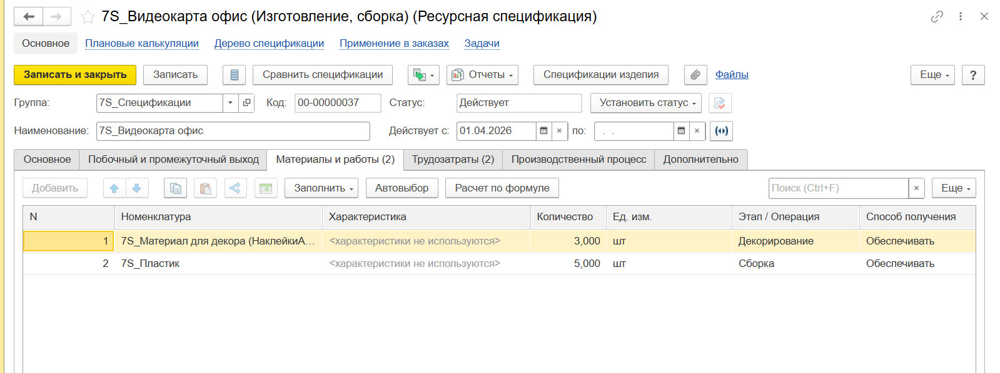 7S_Видеокарта офис (Изготовление, сборка) (Ресурсная спецификация)
Основное Плановые калькуляции Дерево спецификации Применение в заказах Задачи
Записать и закрыть Записать Сравнить спецификации Отчеты Спецификации изделия Файлы Еще ?
Группа: 7S_Спецификации Код: 00-00000037 Статус: Действует Установить статус
Наименование: 7S_Видеокарта офис Действует с: 01.04.2026 по: . .
Основное Побочный и промежуточный выход Материалы и работы (2) Трудозатраты (2) Производственный процесс Дополнительно
Добавить Заполнить Автовыбор Расчет по формуле Поиск (Ctrl+F) × Еще
N Номенклатура Характеристика Количество Ед. изм. Этап / Операция Способ получения
1 7S_Материал для декора (НаклейкиА... <характеристики не используются> 3,000 шт Декорирование Обеспечивать
2 7S_Пластик <характеристики не используются> 5,000 шт Сборка Обеспечивать